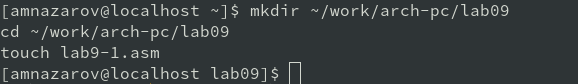 [amnazarov@localhost ~]$ mkdir ~/work/arch-pc/lab09
cd ~/work/arch-pc/lab09
touch lab9-1.asm
[amnazarov@localhost lab09]$